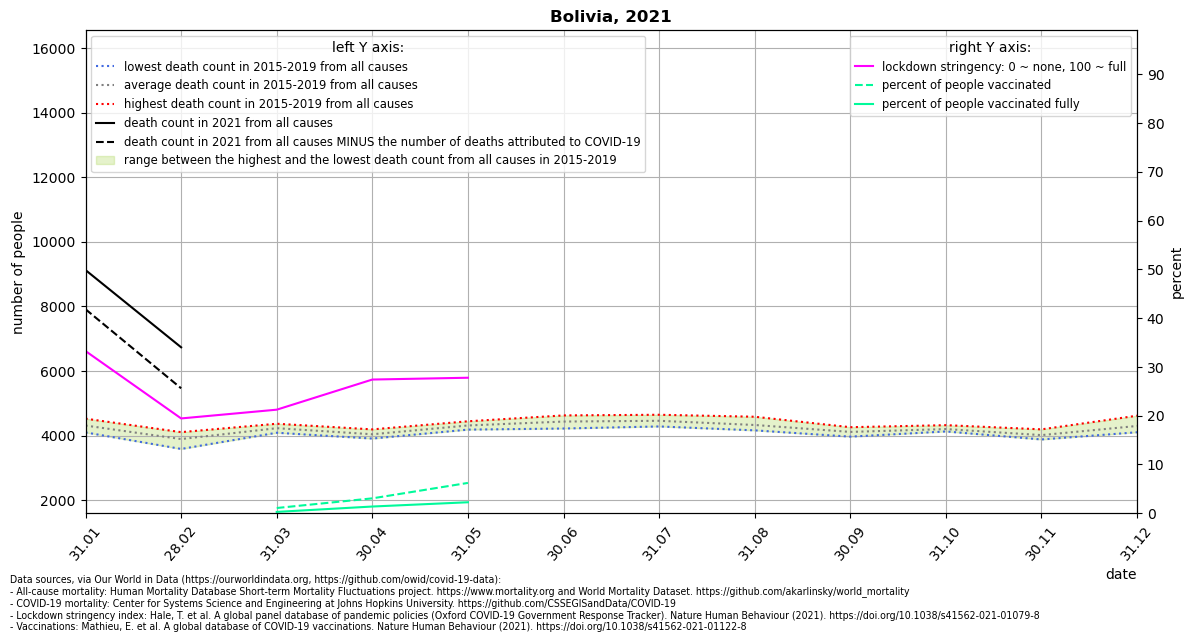 Bolivia, 2021
left Y axis:
lowest death count in 2015-2019 from all causes
average death count in 2015-2019 from all causes
highest death count in 2015-2019 from all causes
death count in 2021 from all causes
death count in 2021 from all causes MINUS the number of deaths attributed to COVID-19
range between the highest and the lowest death count from all causes in 2015-2019
right Y axis:
lockdown stringency: 0 ~ none, 100 ~ full
percent of people vaccinated
percent of people vaccinated fully
number of people
16000
14000
12000
10000
8000
6000
4000
2000
percent
90
80
70
60
50
40
30
20
10
0
31.01
28.02
31.03
30.04
31.05
30.06
31.07
31.08
30.09
31.10
30.11
31.12
date
Data sources, via Our World in Data (https://ourworldindata.org, https://github.com/owid/covid-19-data):
- All-cause mortality: Human Mortality Database Short-term Mortality Fluctuations project. https://www.mortality.org and World Mortality Dataset. https://github.com/akarlinsky/world_mortality
- COVID-19 mortality: Center for Systems Science and Engineering at Johns Hopkins University. https://github.com/CSSEGISandData/COVID-19
- Lockdown stringency index: Hale, T. et al. A global panel database of pandemic policies (Oxford COVID-19 Government Response Tracker). Nature Human Behaviour (2021). https://doi.org/10.1038/s41562-021-01079-8
- Vaccinations: Mathieu, E. et al. A global database of COVID-19 vaccinations. Nature Human Behaviour (2021). https://doi.org/10.1038/s41562-021-01122-8